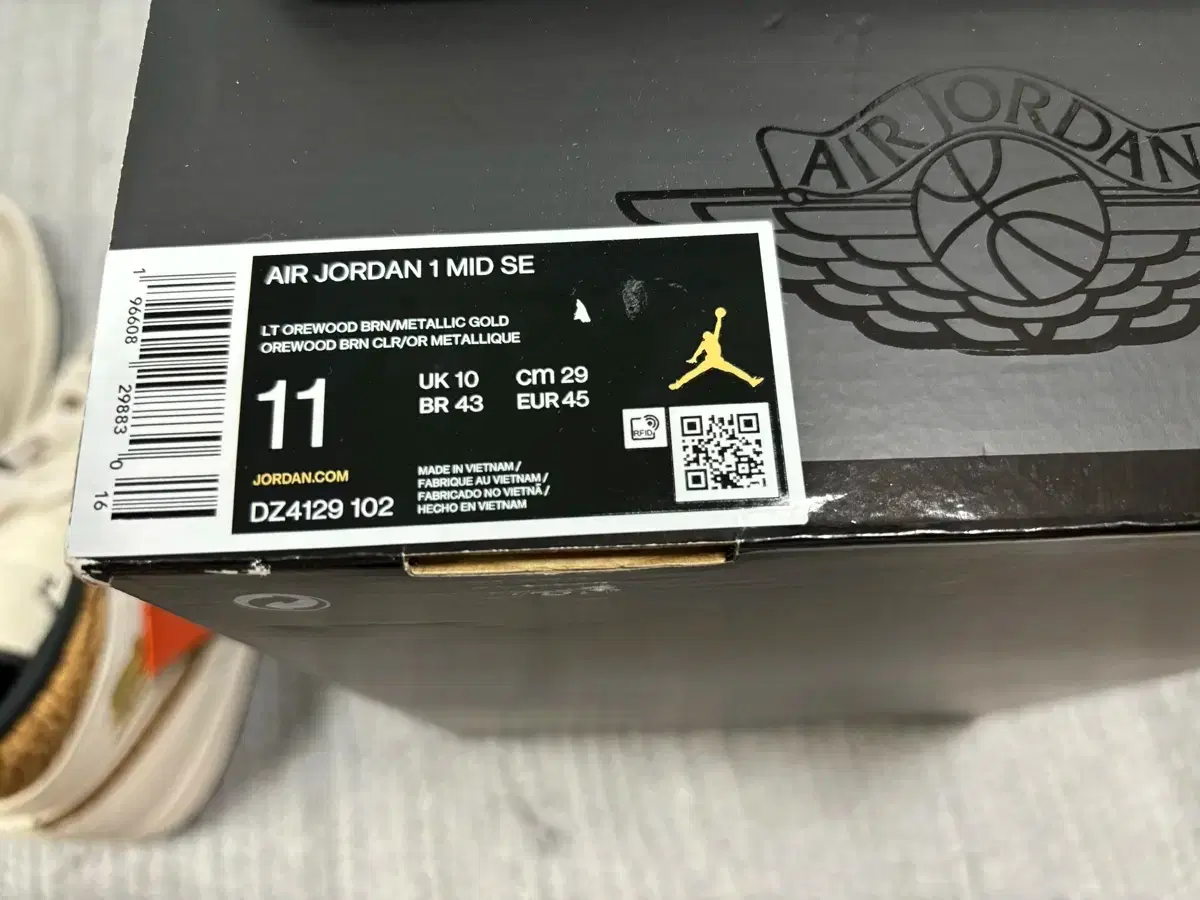 AIR JORDAN
AIR JORDAN 1 MID SE
LT OREWOOD BRN/METALLIC GOLD
OREWOOD BRN CLR/OR METALLIQUE
11
UK 10
cm 29
BR 43
EUR 45
RFID
JORDAN.COM
DZ4129 102
MADE IN VIETNAM /
FABRIQUE AU VIETNAM /
FABRICADO NO VIETNÃ /
HECHO EN VIETNAM
1 96608 29883 0 16